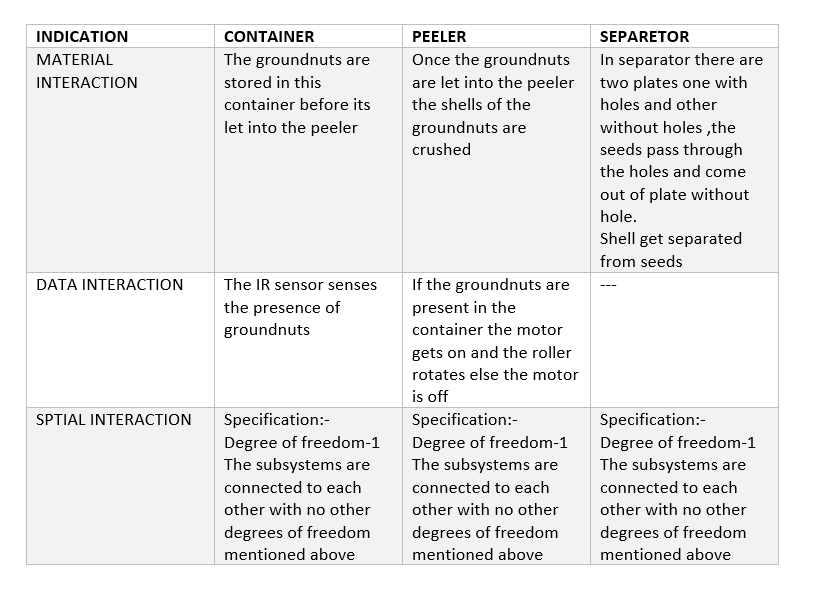 INDICATION CONTAINER PEELER SEPARETOR
MATERIAL
INTERACTION
The groundnuts are
stored in this
container before its
let into the peeler
Once the groundnuts
are let into the peeler
the shells of the
groundnuts are
crushed
In separator there are
two plates one with
holes and other
without holes ,the
seeds pass through
the holes and come
out of plate without
hole.
Shell get separated
from seeds
DATA INTERACTION
The IR sensor senses
the presence of
groundnuts
If the groundnuts are
present in the
container the motor
gets on and the roller
rotates else the motor
is off
---
SPTIAL INTERACTION
Specification:-
Degree of freedom-1
The subsystems are
connected to each
other with no other
degrees of freedom
mentioned above
Specification:-
Degree of freedom-1
The subsystems are
connected to each
other with no other
degrees of freedom
mentioned above
Specification:-
Degree of freedom-1
The subsystems are
connected to each
other with no other
degrees of freedom
mentioned above